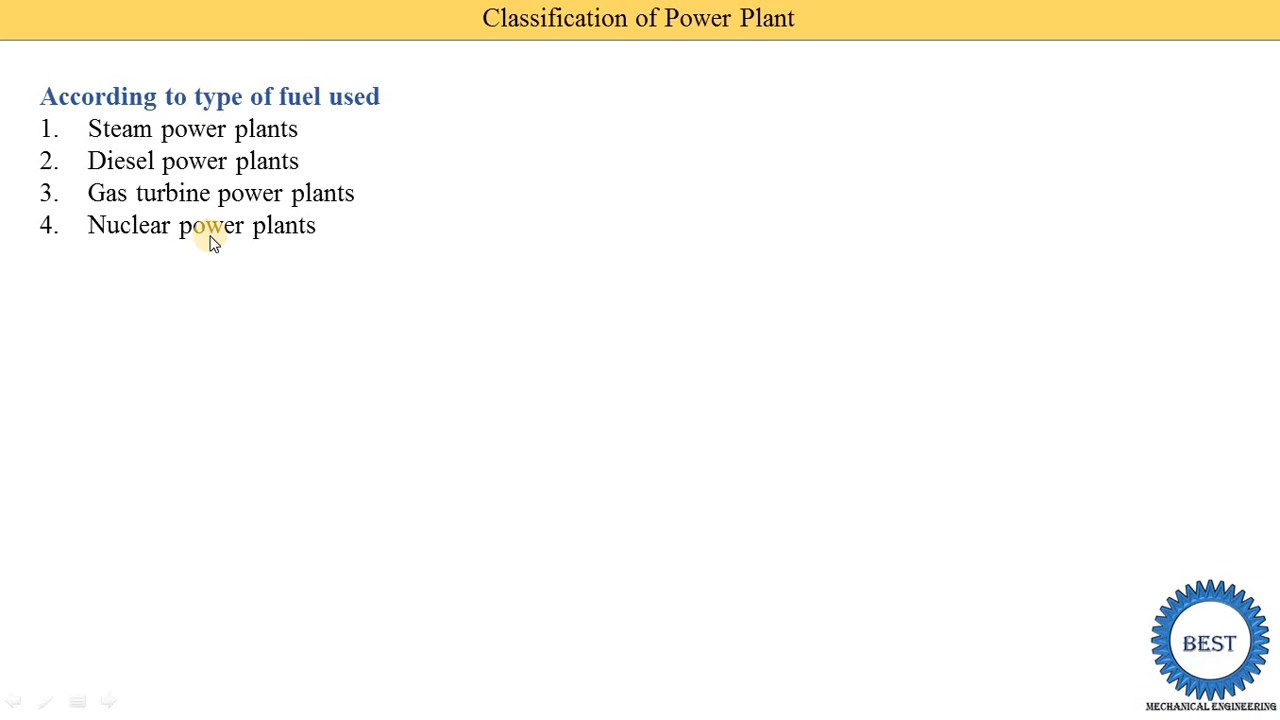 Classification of Power Plant
According to type of fuel used
1. Steam power plants
2. Diesel power plants
3. Gas turbine power plants
4. Nuclear power plants
BEST
MECHANICAL ENGINEERING